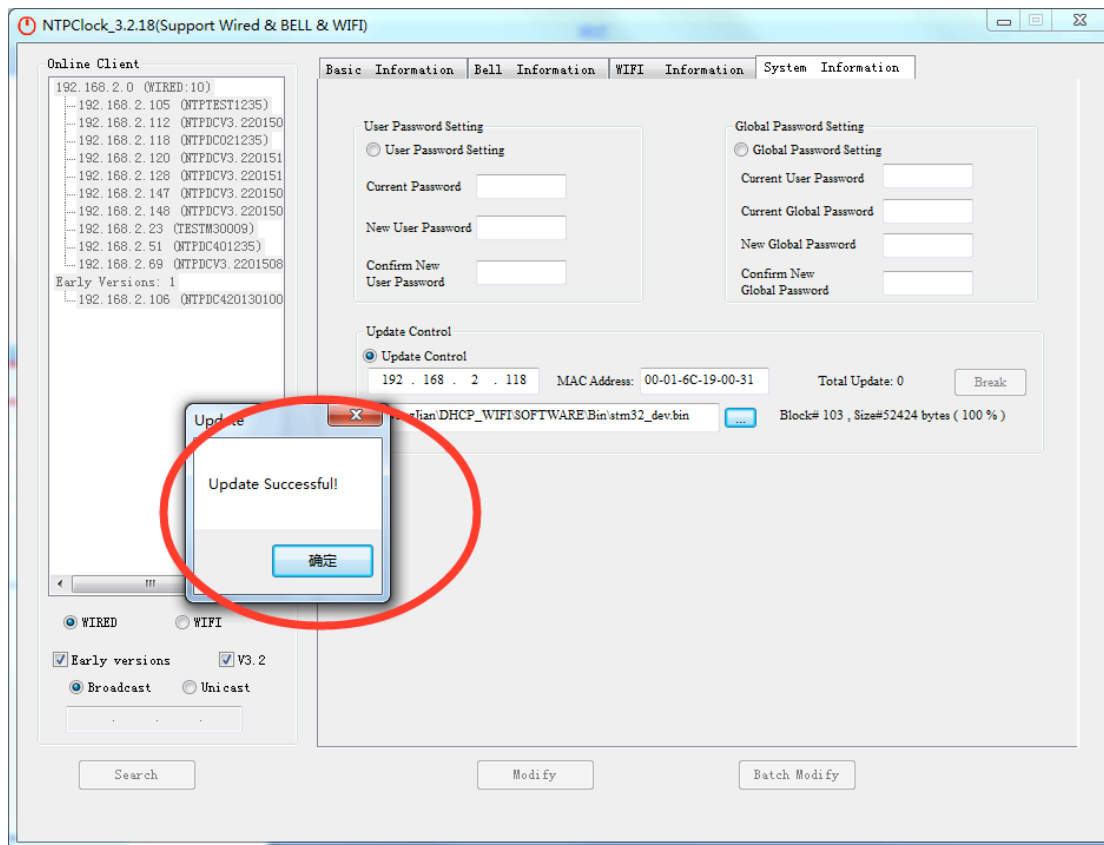 NTPClock_3.2.18(Support Wired & BELL & WIFI)
Online Client
192.168.2.0 (WIRED:10)
192.168.2.105 (NTPTEST1235)
192.168.2.112 (NTPDCV3.220150
192.168.2.118 (NTPDC021235)
192.168.2.120 (NTPDCV3.220151
192.168.2.128 (NTPDCV3.220151
192.168.2.147 (NTPDCV3.220150
192.168.2.148 (NTPDCV3.220150
192.168.2.23 (TESTM30009)
192.168.2.51 (NTPDC401235)
192.168.2.69 (NTPDCV3.2201508
Early Versions: 1
192.168.2.106 (NTPDC420130100
WIRED WIFI
Early versions V3.2
Broadcast Unicast
. . .
Search
Basic Information Bell Information WIFI Information System Information
User Password Setting
User Password Setting
Current Password
New User Password
Confirm New
User Password
Global Password Setting
Global Password Setting
Current User Password
Current Global Password
New Global Password
Confirm New
Global Password
Update Control
Update Control
192 . 168 . 2 . 118 MAC Address: 00-01-6C-19-00-31 Total Update: 0 Break
\DHCP_WIFI\SOFTWARE\Bin\stm32_dev.bin ... Block# 103 , Size#52424 bytes ( 100 % )
Update
Update Successful!
确定
Modify Batch Modify